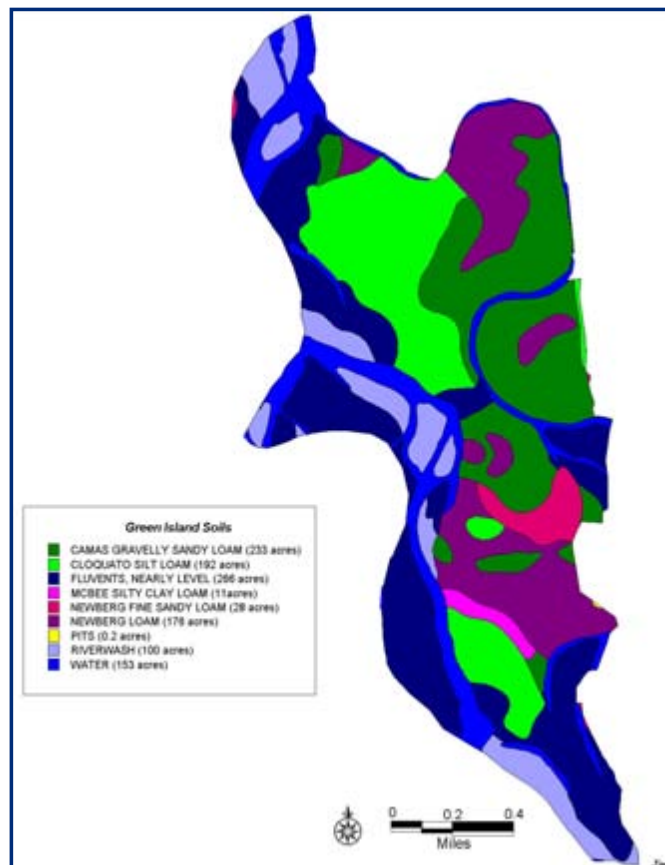 Green Island Soils
CAMAS GRAVELLY SANDY LOAM (233 acres)
CLOQUATO SILT LOAM (192 acres)
FLUVENTS, NEARLY LEVEL (266 acres)
MCBEE SILTY CLAY LOAM (11acres)
NEWBERG FINE SANDY LOAM (28 acres)
NEWBERG LOAM (176 acres)
PITS (0.2 acres)
RIVERWASH (100 acres)
WATER (153 acres)
0 0.2 0.4
Miles